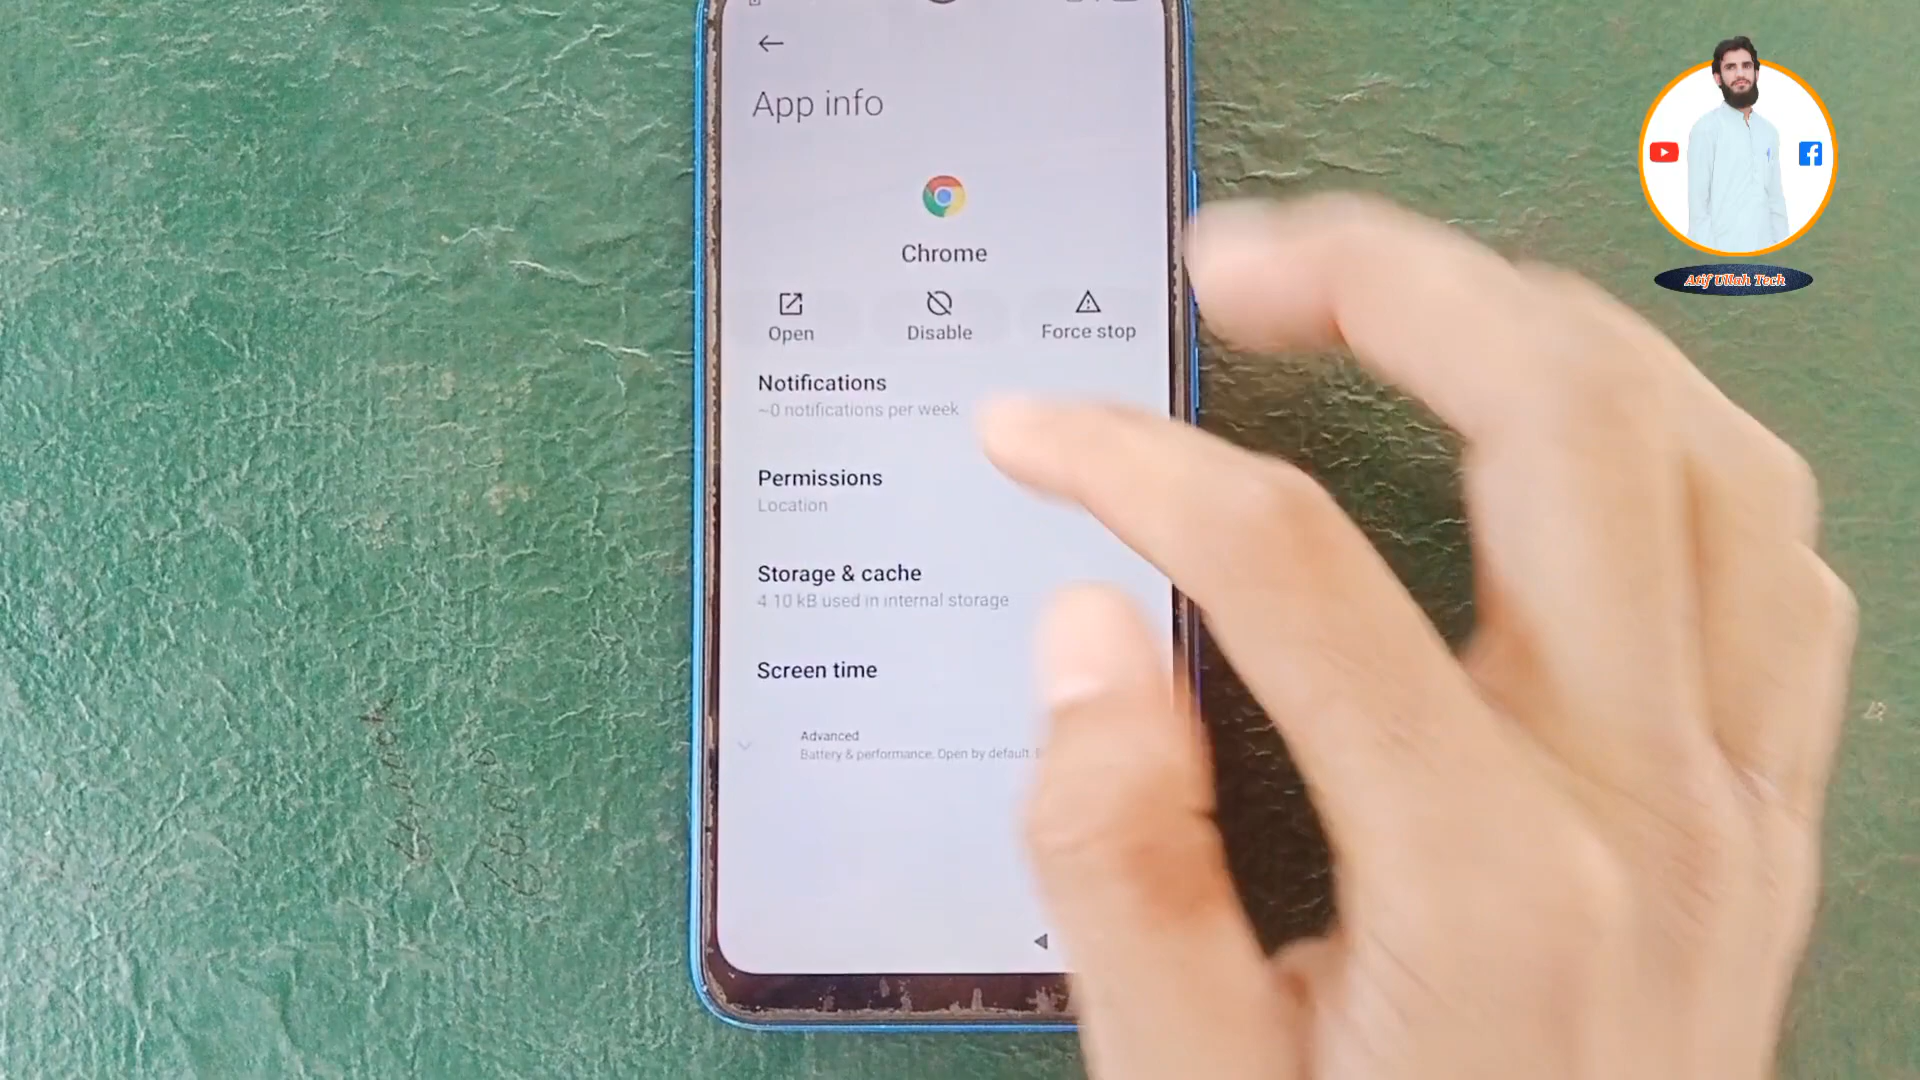 App info
Chrome
Open
Disable
Force stop
Notifications
~0 notifications per week
Permissions
Location
Storage & cache
4.10 kB used in internal storage
Screen time
Advanced
Battery & performance, Open by default,
Atif Ullah Tech